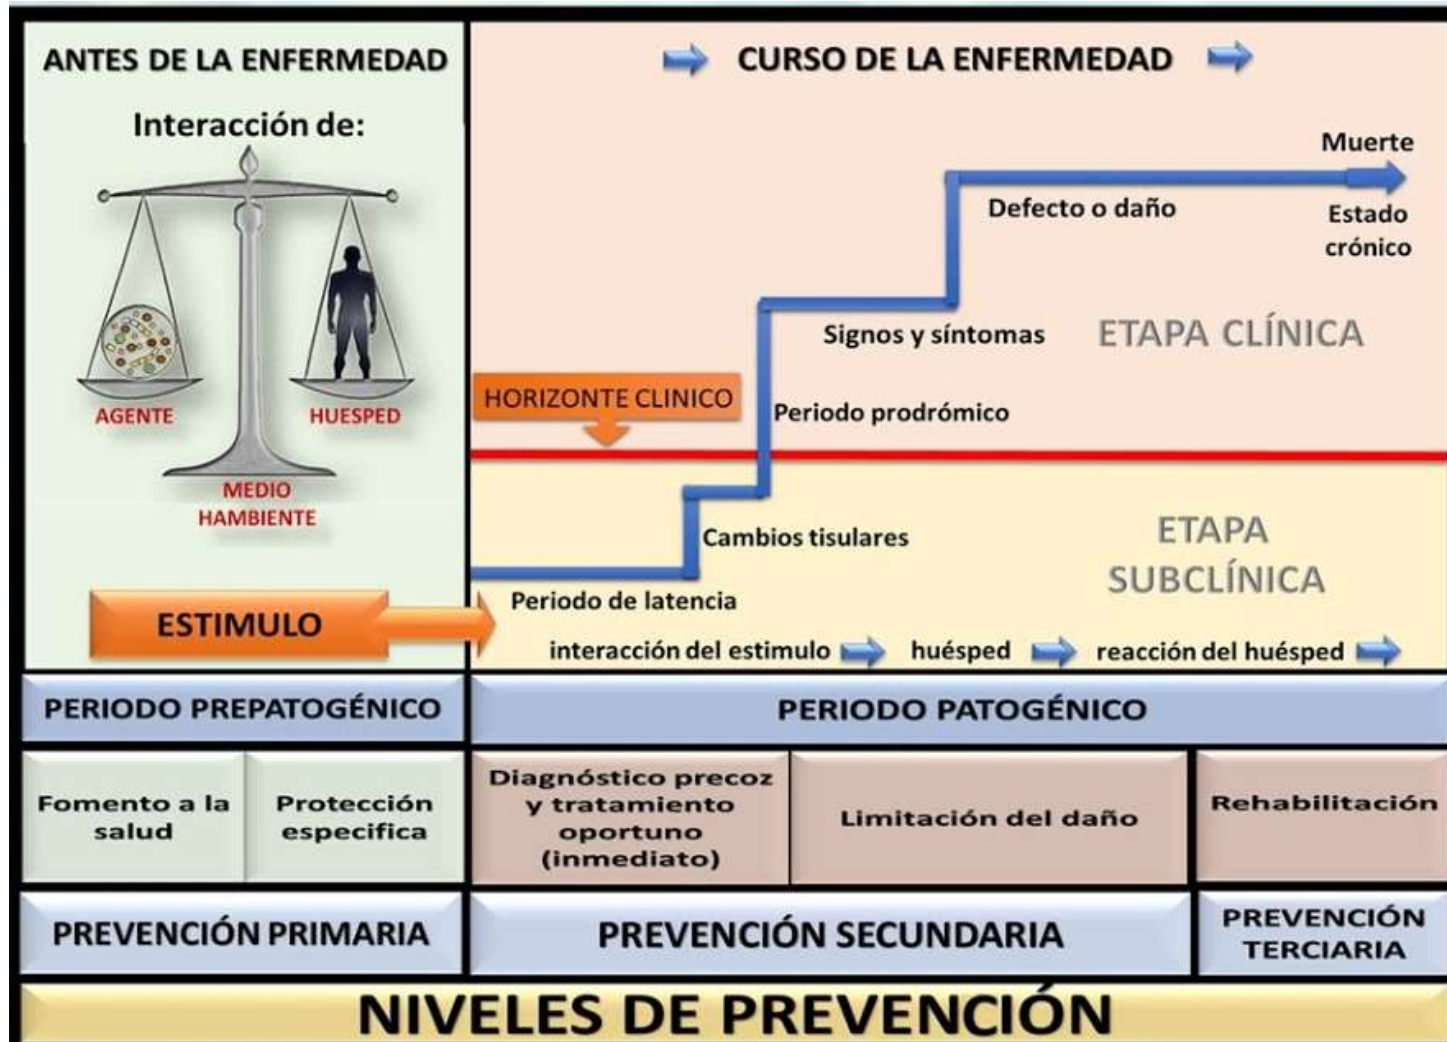 ANTES DE LA ENFERMEDAD
Interacción de:
AGENTE
HUESPED
MEDIO
HAMBIENTE
ESTIMULO
CURSO DE LA ENFERMEDAD
Muerte
Defecto o daño
Estado
crónico
Signos y síntomas
ETAPA CLÍNICA
HORIZONTE CLINICO
Periodo prodrómico
Cambios tisulares
ETAPA
SUBCLÍNICA
Periodo de latencia
interacción del estimulo
huésped
reacción del huésped
PERIODO PREPATOGÉNICO
PERIODO PATOGÉNICO
Fomento a la
salud
Protección
especifica
Diagnóstico precoz
y tratamiento
oportuno
(inmediato)
Limitación del daño
Rehabilitación
PREVENCIÓN PRIMARIA
PREVENCIÓN SECUNDARIA
PREVENCIÓN
TERCIARIA
NIVELES DE PREVENCIÓN